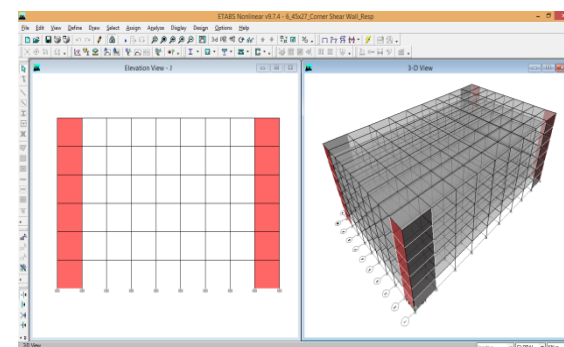 ETABS Nonlinear v9.7.4 - 6_45x27_Corner Shear Wall_Resp
File Edit View Define Draw Select Assign Analyze Display Design Options Help
Elevation View - J
3-D View
3-D View